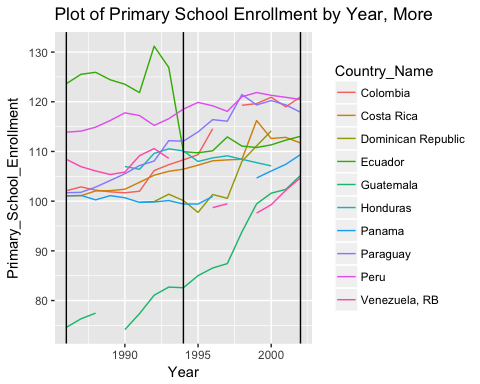 Plot of Primary School Enrollment by Year, More
Primary_School_Enrollment
130
120
110
100
90
80
1990
1995
2000
Year
Country_Name
Colombia
Costa Rica
Dominican Republic
Ecuador
Guatemala
Honduras
Panama
Paraguay
Peru
Venezuela, RB